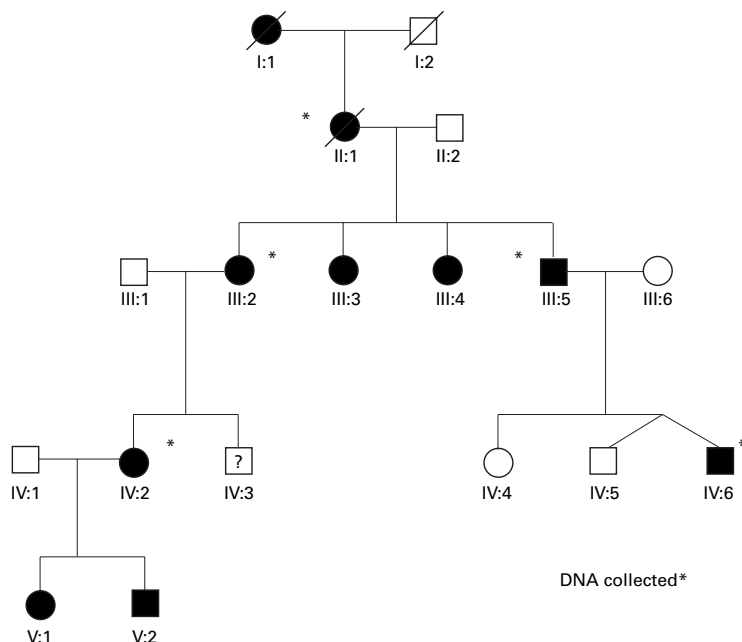 I:1 I:2
*
II:1 II:2
* *
III:1 III:2 III:3 III:4 III:5 III:6
* ? *
IV:1 IV:2 IV:3 IV:4 IV:5 IV:6
DNA collected*
V:1 V:2